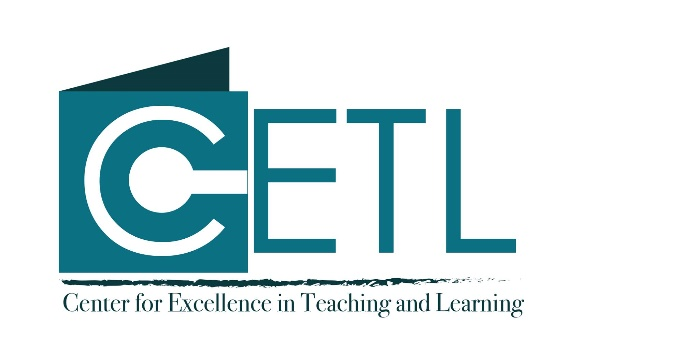 CETL
Center for Excellence in Teaching and Learning